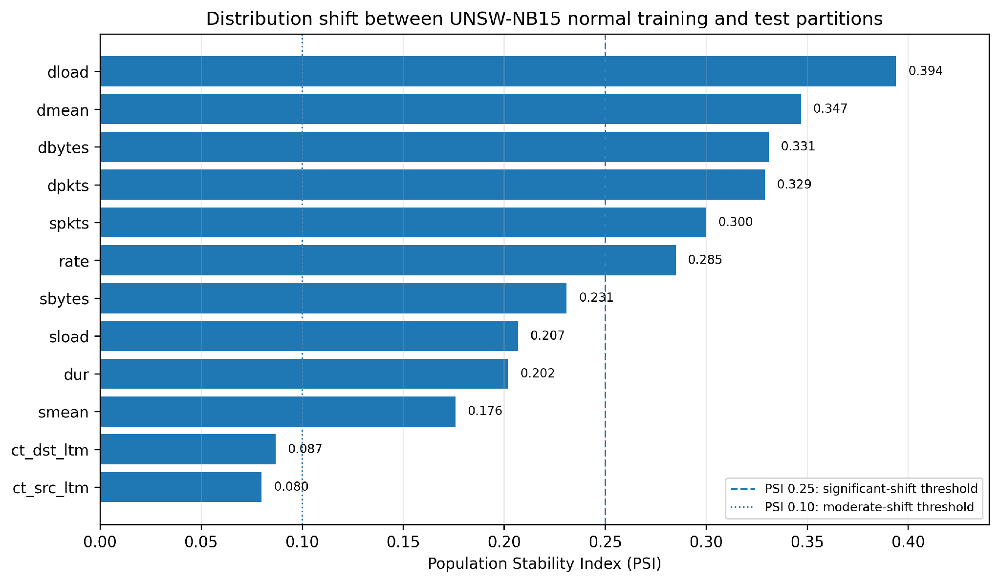 Distribution shift between UNSW-NB15 normal training and test partitions
dload 0.394
dmean 0.347
dbytes 0.331
dpkts 0.329
spkts 0.300
rate 0.285
sbytes 0.231
sload 0.207
dur 0.202
smean 0.176
ct_dst_ltm 0.087
ct_src_ltm 0.080
PSI 0.25: significant-shift threshold
PSI 0.10: moderate-shift threshold
0.00 0.05 0.10 0.15 0.20 0.25 0.30 0.35 0.40
Population Stability Index (PSI)